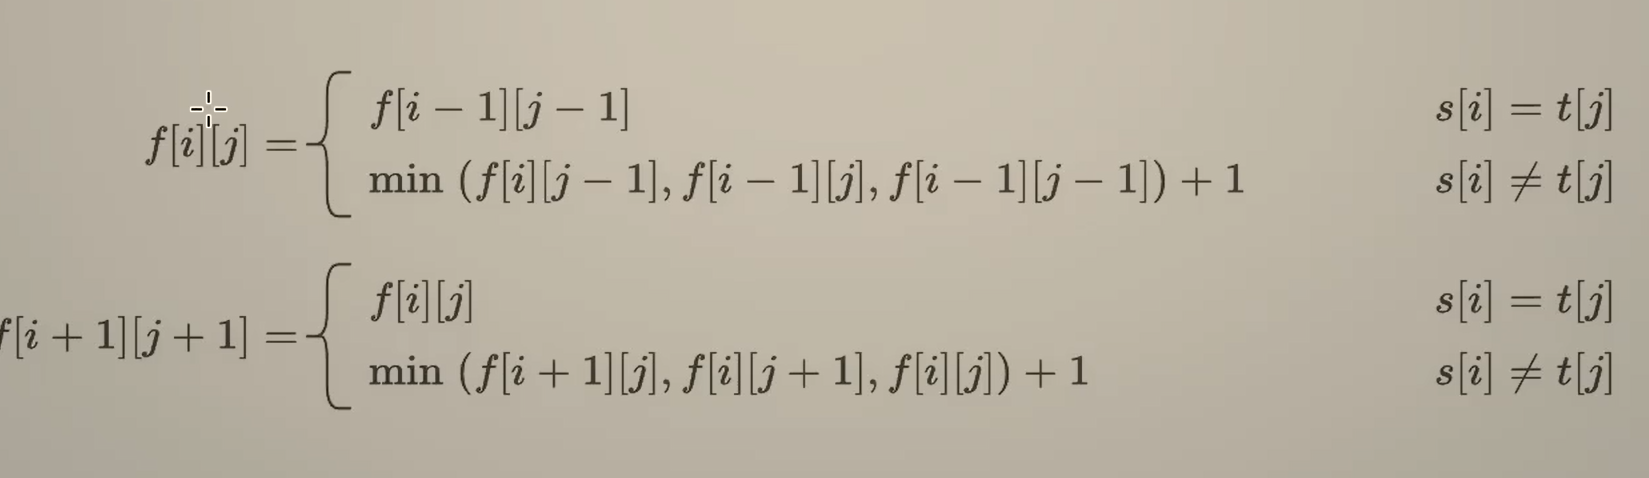 f[i][j] = { f[i − 1][j − 1] s[i] = t[j]
min (f[i][j − 1], f[i − 1][j], f[i − 1][j − 1]) + 1 s[i] ≠ t[j]
f[i + 1][j + 1] = { f[i][j] s[i] = t[j]
min (f[i + 1][j], f[i][j + 1], f[i][j]) + 1 s[i] ≠ t[j]